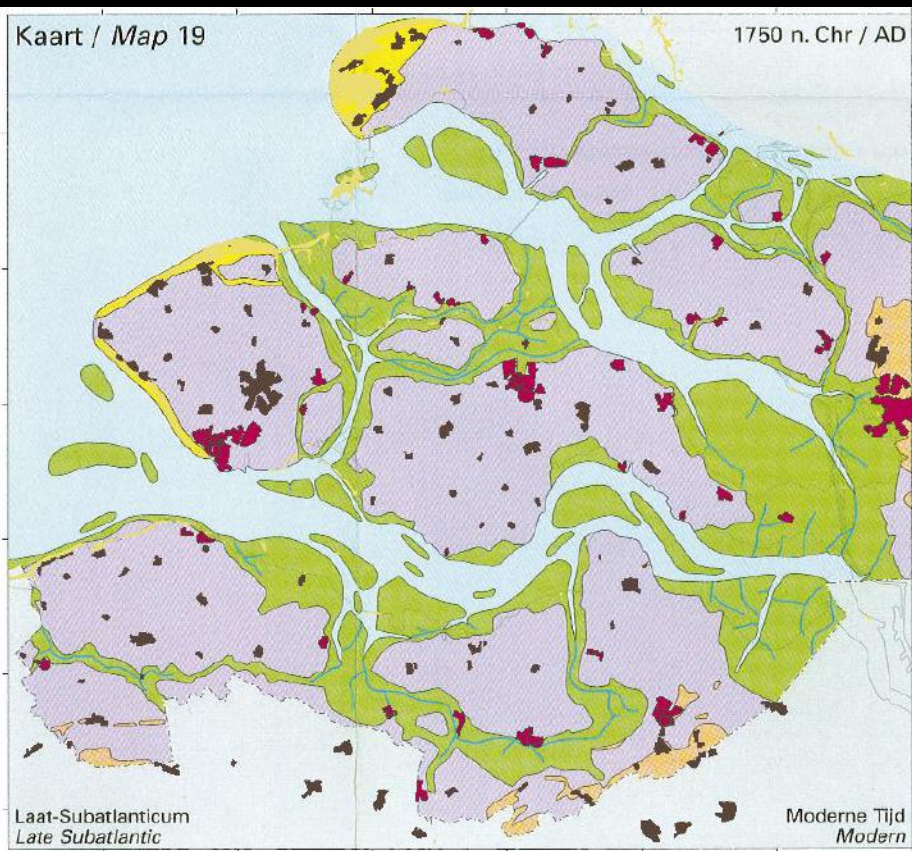 Kaart / Map 19
1750 n. Chr / AD
Laat-Subatlanticum
Late Subatlantic
Moderne Tijd
Modern